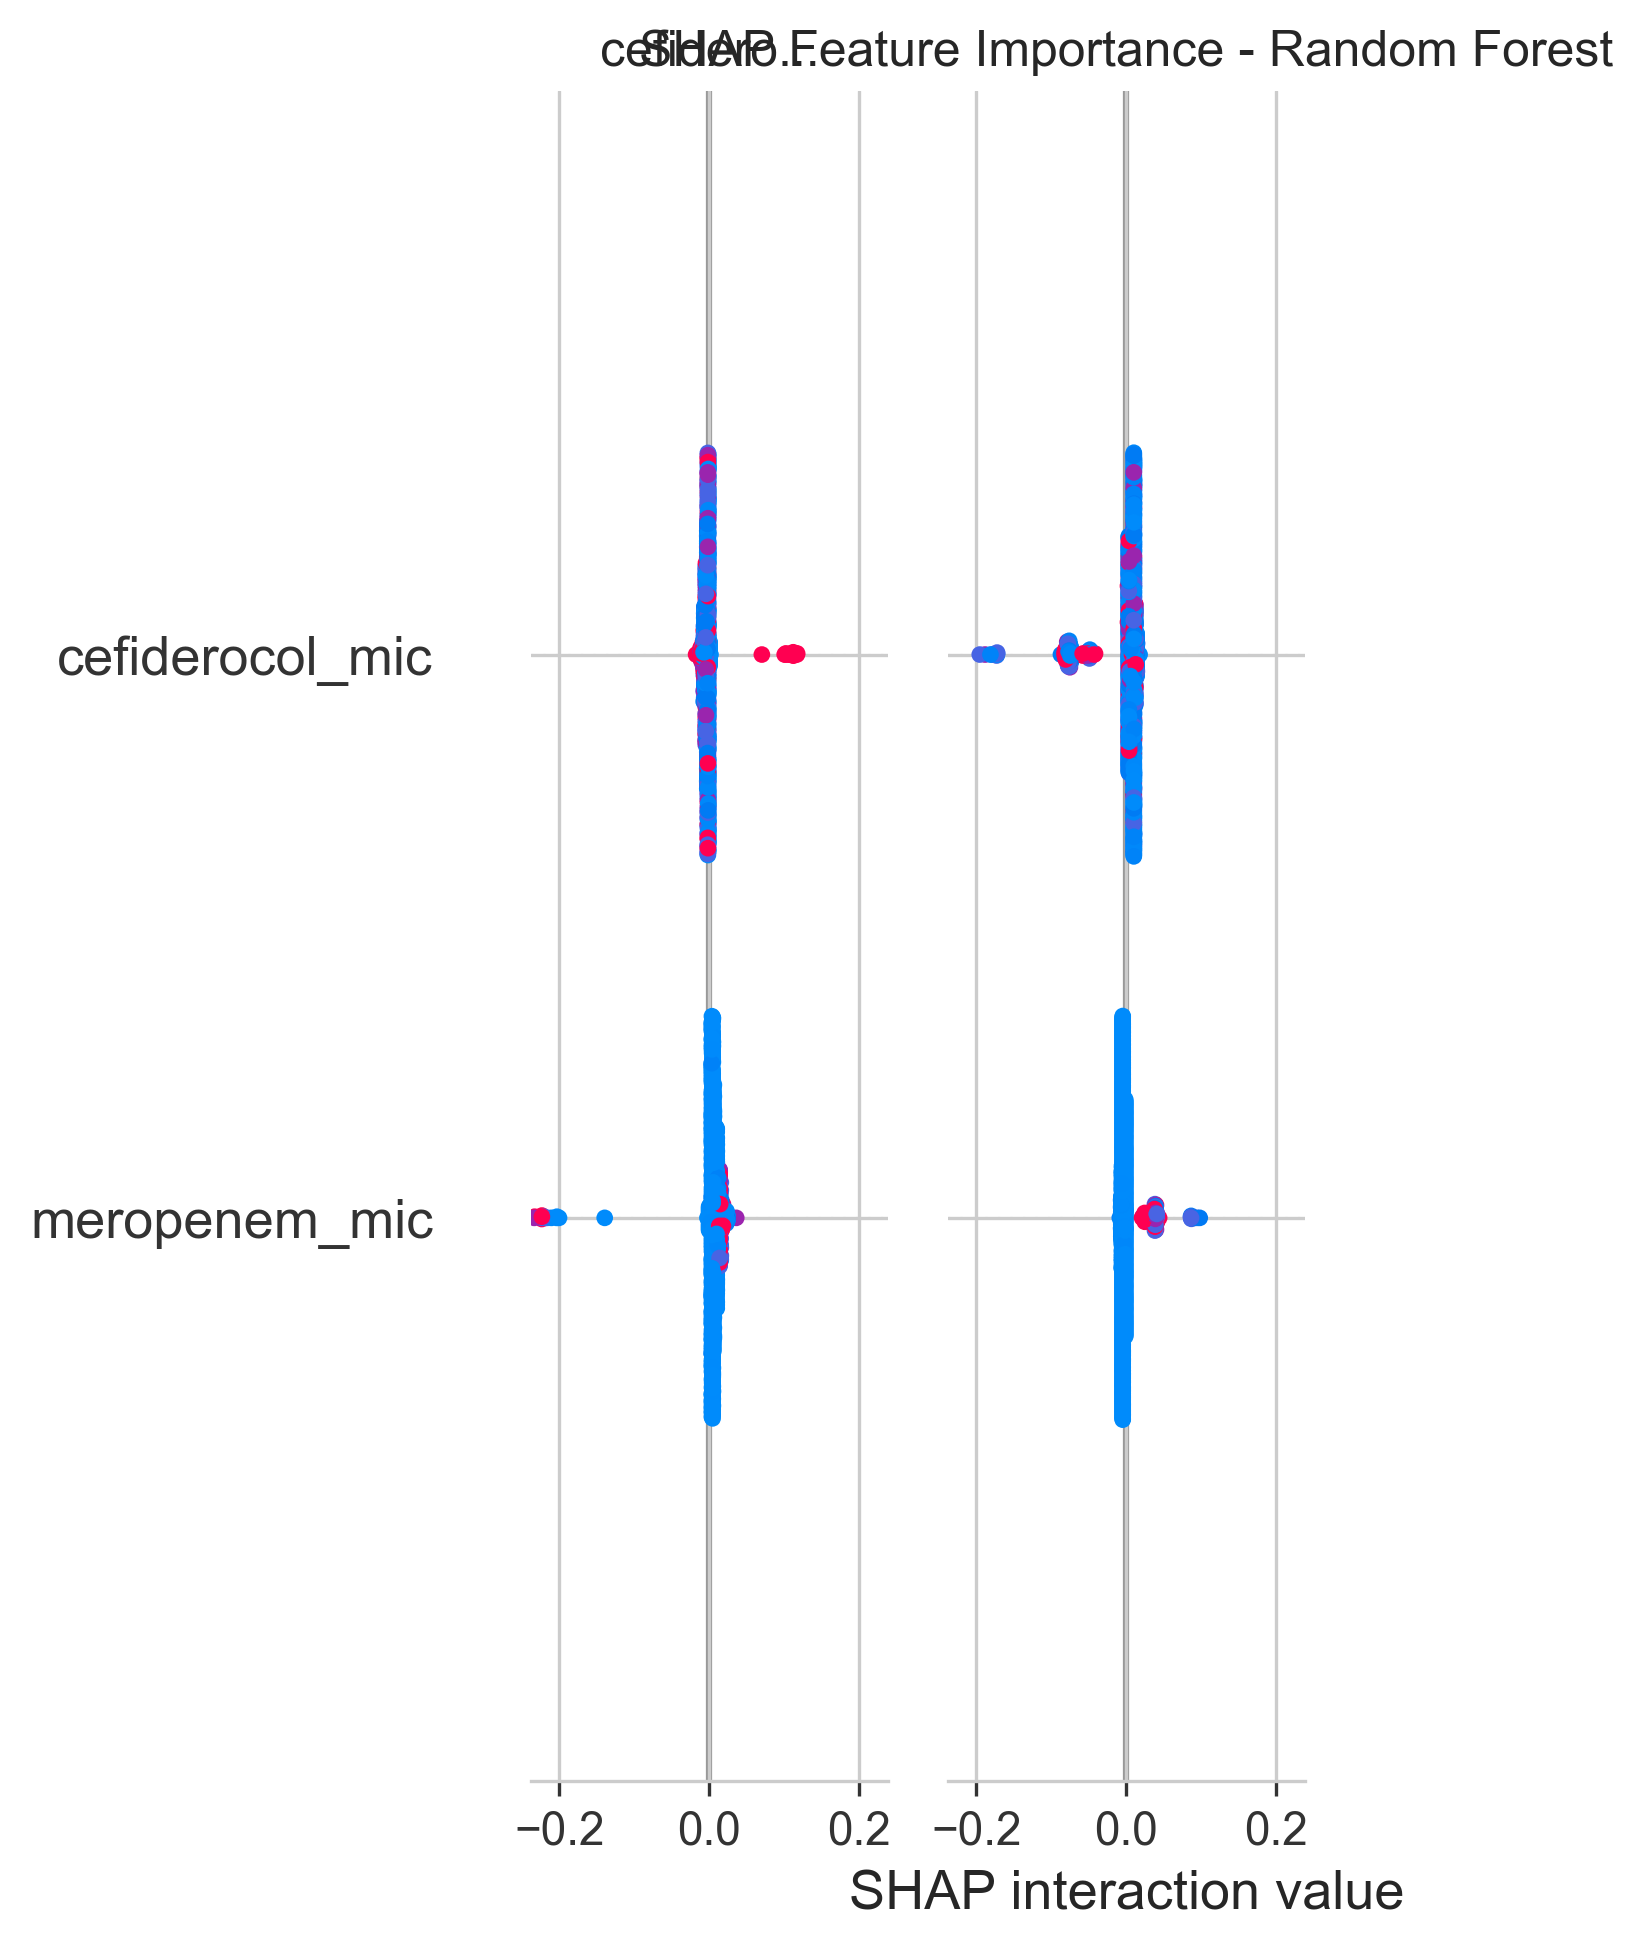 cefidero...
SHAP Feature Importance - Random Forest
cefiderocol_mic
meropenem_mic
−0.2 0.0 0.2 −0.2 0.0 0.2
SHAP interaction value